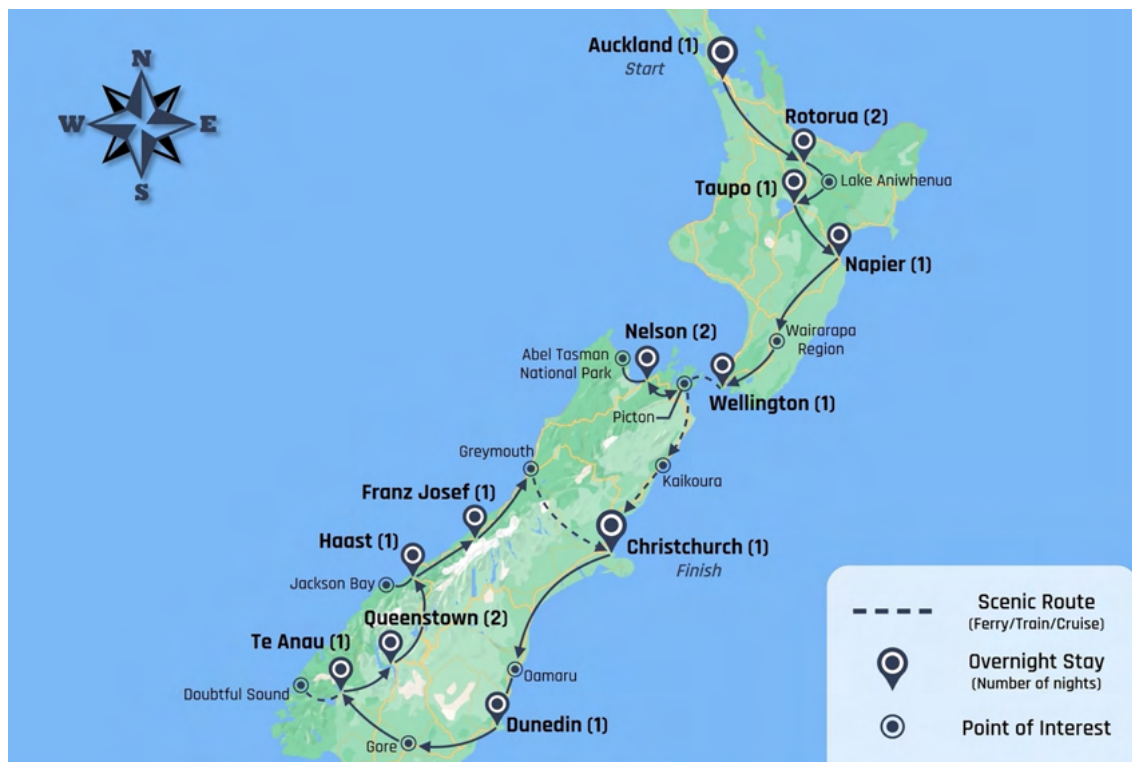 N
W
E
S
Auckland (1)
Start
Rotorua (2)
Lake Aniwhenua
Taupo (1)
Napier (1)
Wairarapa
Region
Nelson (2)
Abel Tasman
National Park
Wellington (1)
Picton
Greymouth
Kaikoura
Franz Josef (1)
Haast (1)
Christchurch (1)
Finish
Jackson Bay
Queenstown (2)
Te Anau (1)
Doubtful Sound
Oamaru
Dunedin (1)
Gore
Scenic Route
(Ferry/Train/Cruise)
Overnight Stay
(Number of nights)
Point of Interest